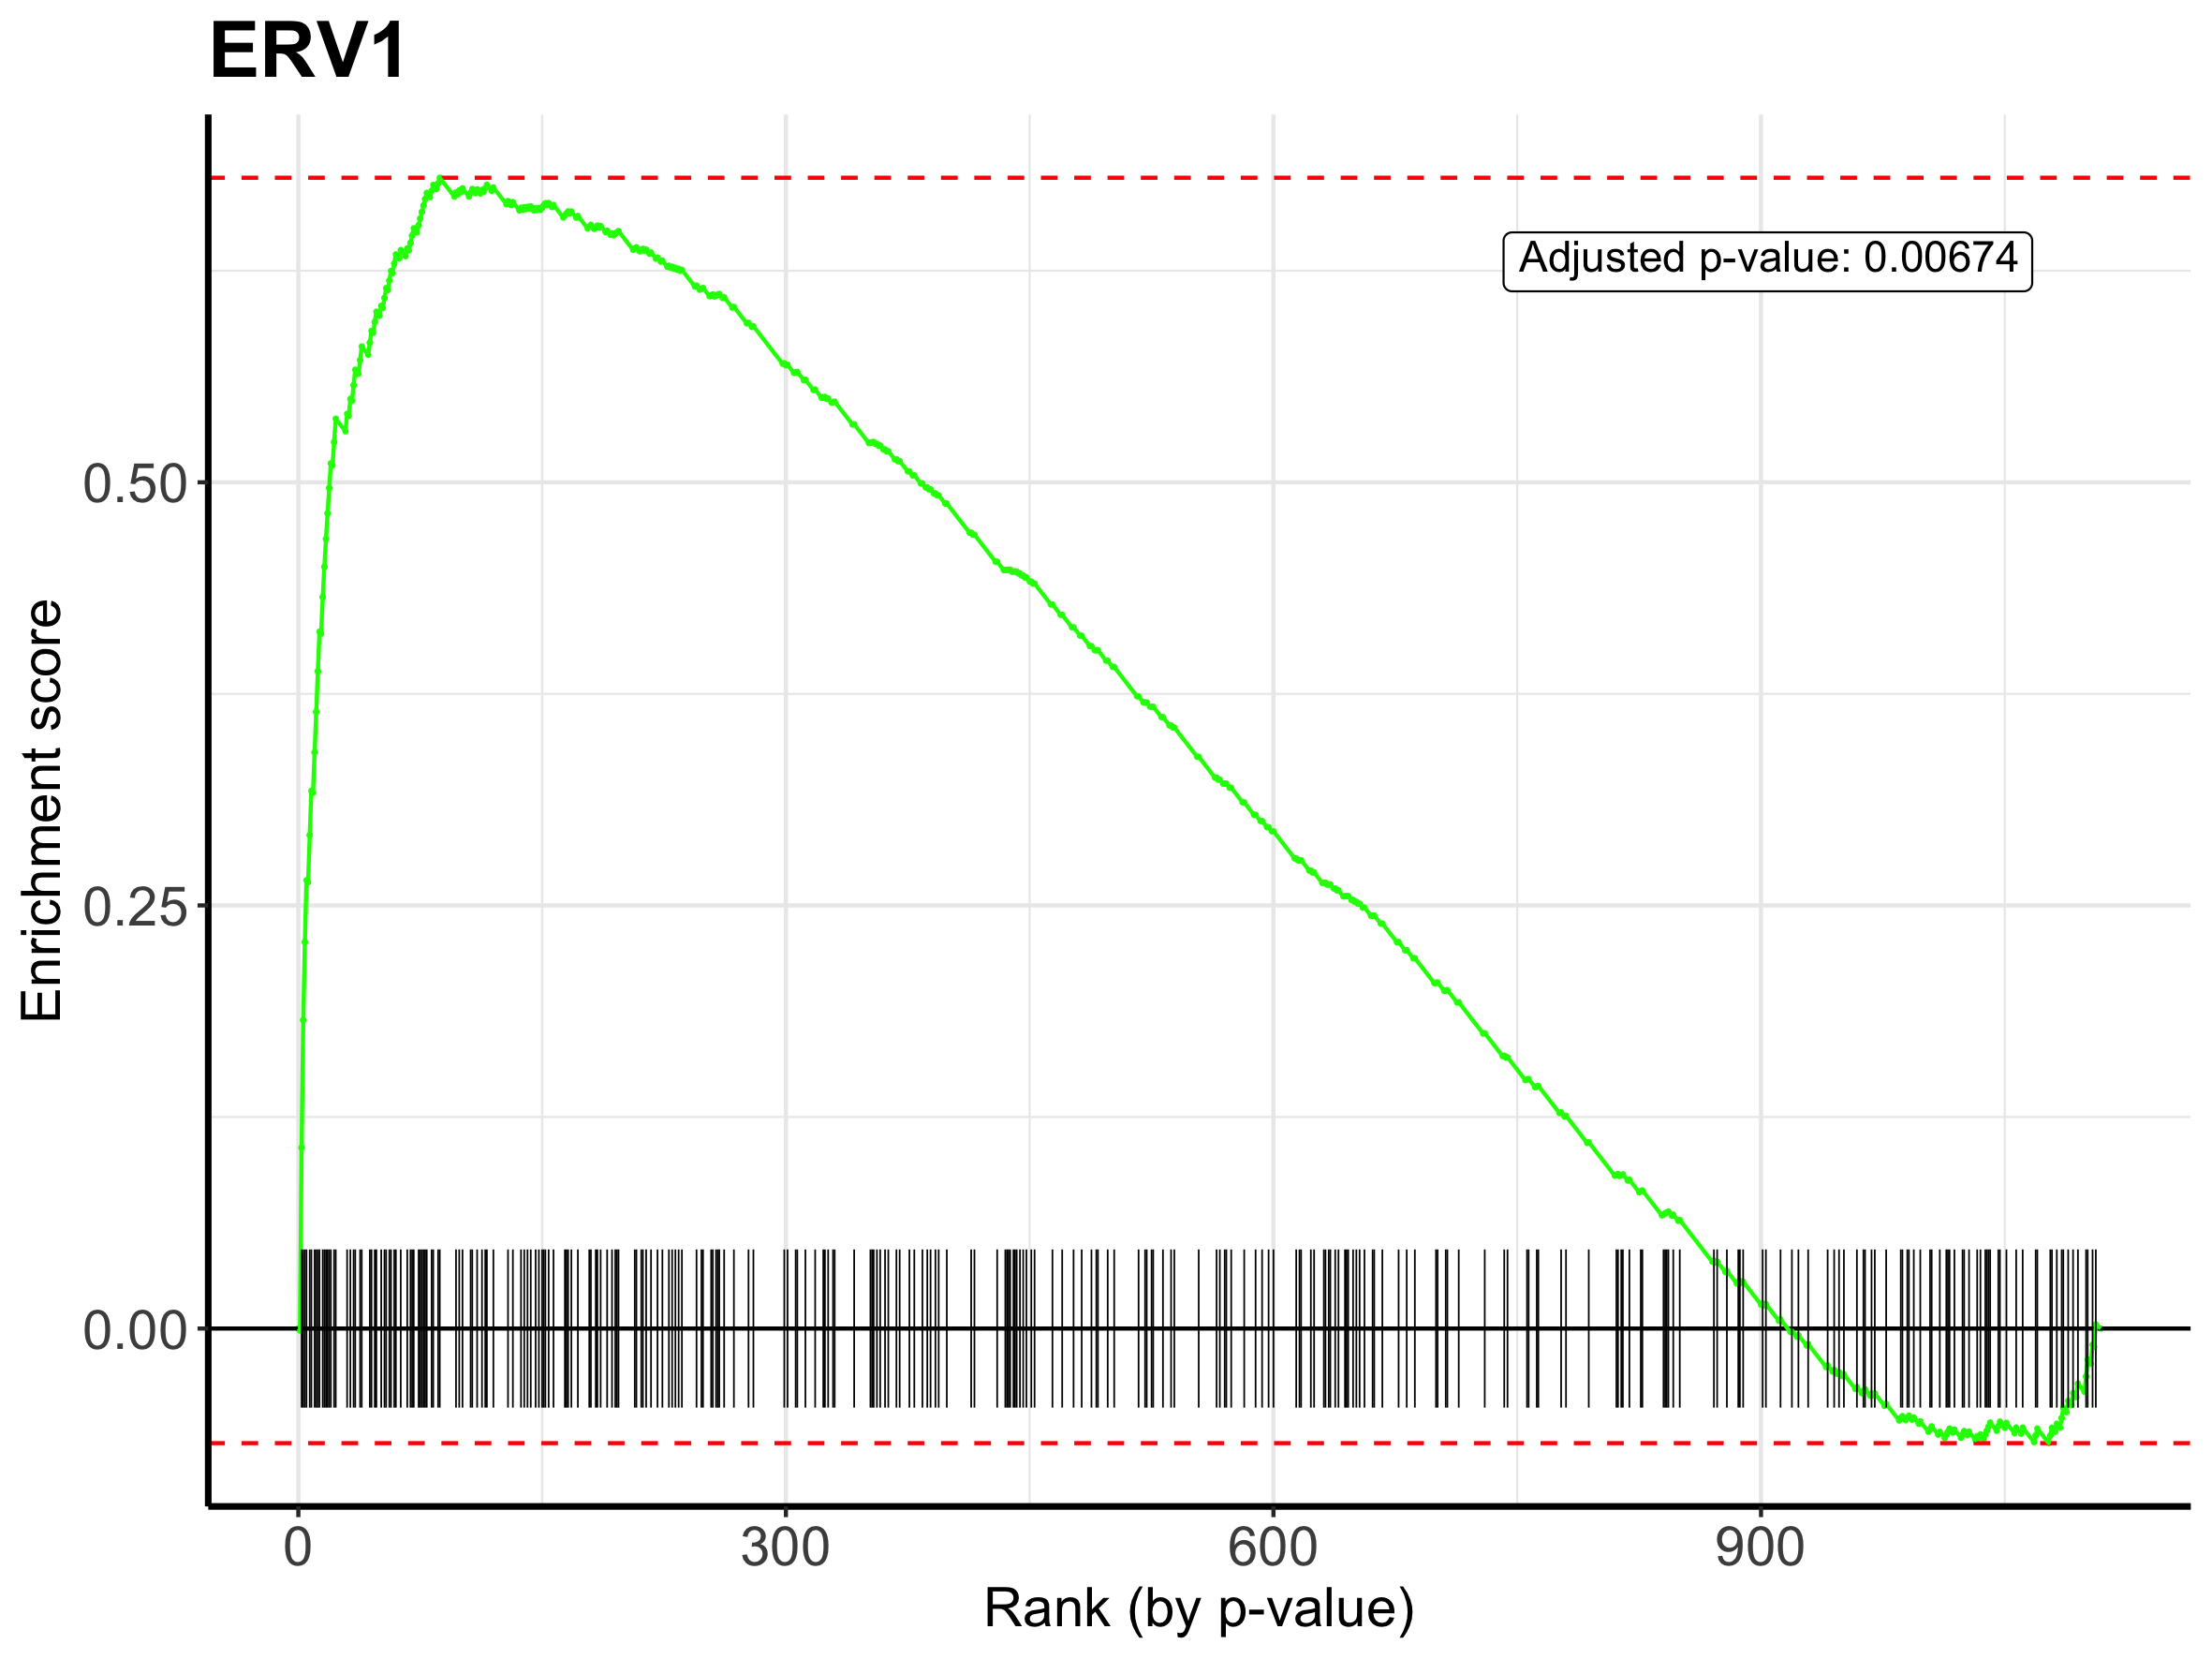 ERV1
Adjusted p-value: 0.00674
0.50
0.25
0.00
Enrichment score
0 300 600 900
Rank (by p-value)